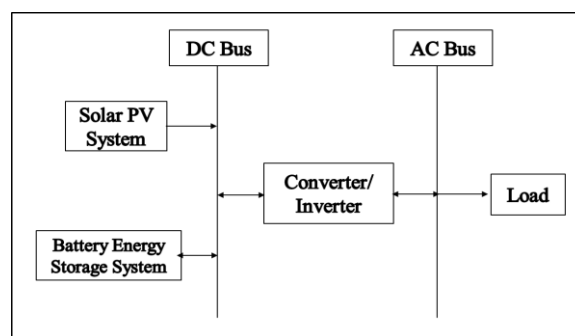 DC Bus
AC Bus
Solar PV
System
Converter/
Inverter
Load
Battery Energy
Storage System